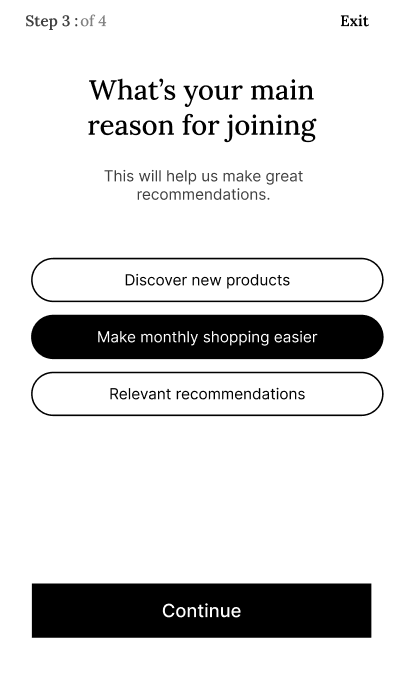 Step 3 : of 4
Exit
What’s your main
reason for joining
This will help us make great
recommendations.
Discover new products
Make monthly shopping easier
Relevant recommendations
Continue